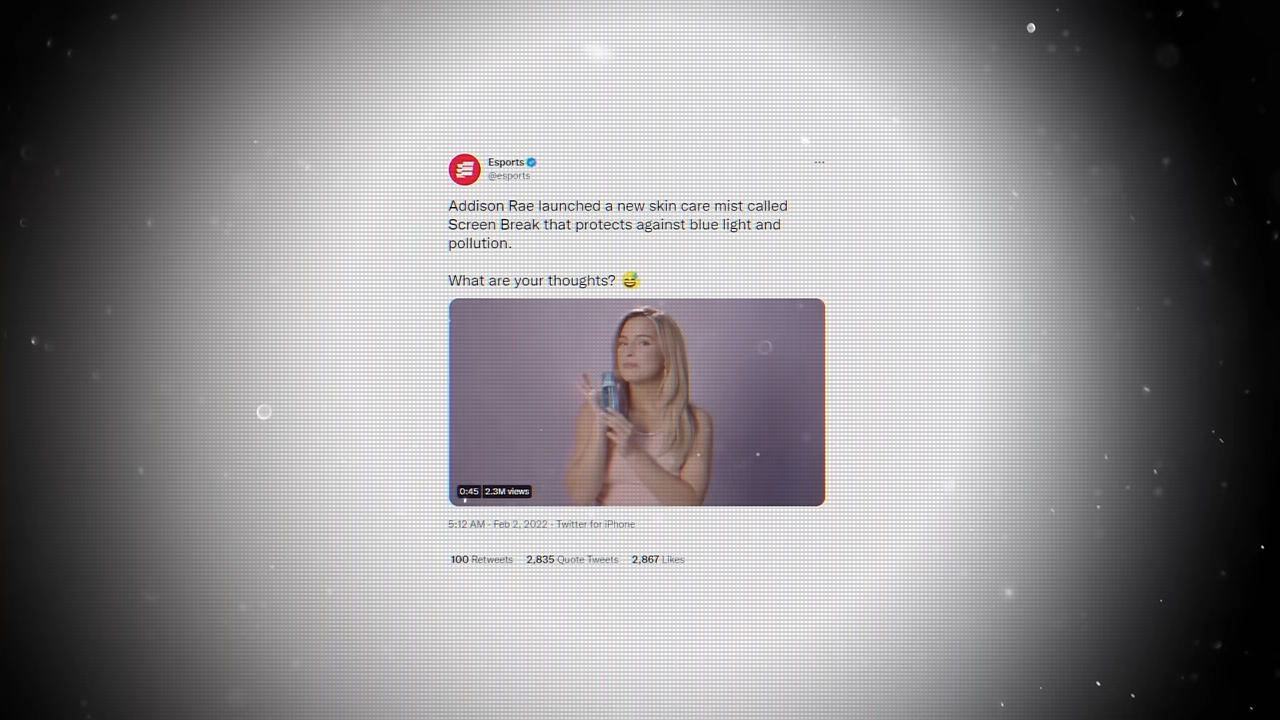 Esports
@esports
Addison Rae launched a new skin care mist called
Screen Break that protects against blue light and
pollution.
What are your thoughts? 😅
0:45 2.3M views
5:12 AM · Feb 2, 2022 · Twitter for iPhone
100 Retweets 2,835 Quote Tweets 2,867 Likes